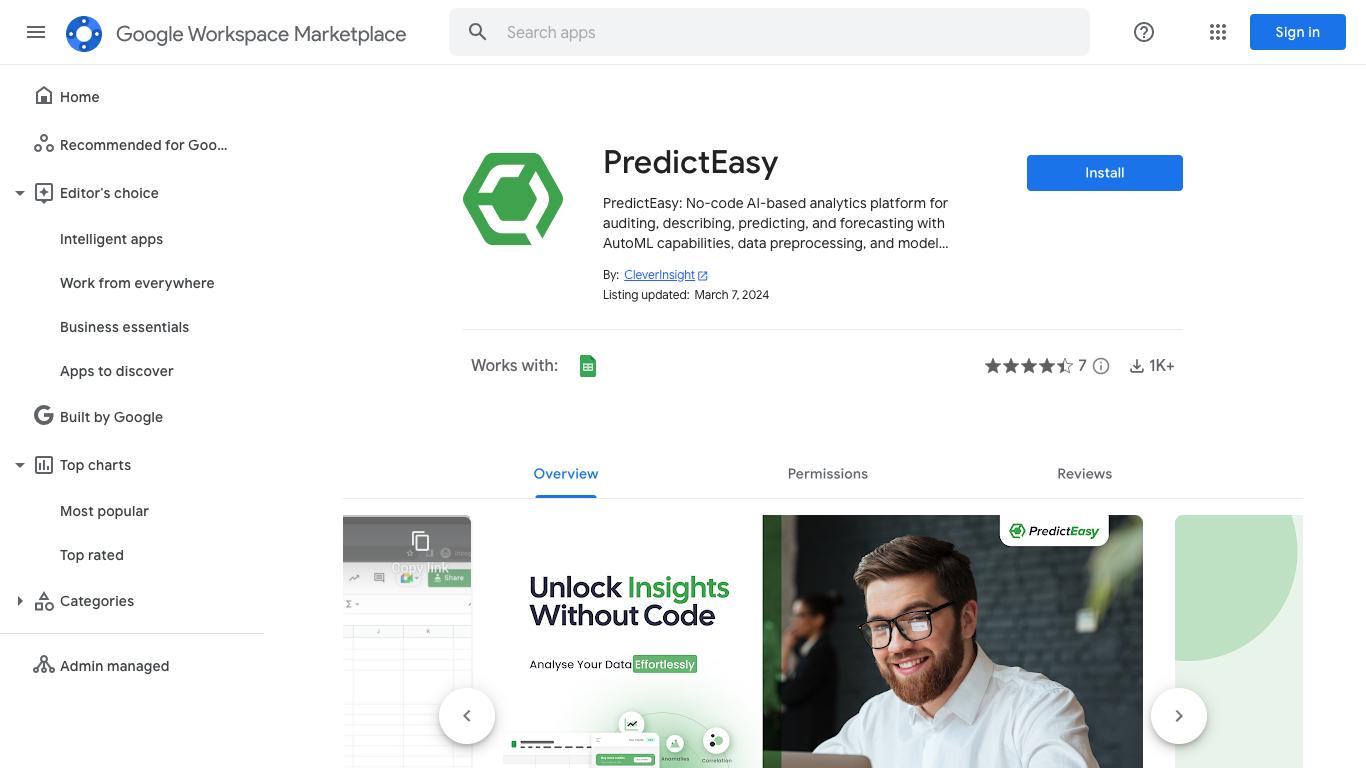 Google Workspace Marketplace
Search apps
Sign in
Home
Recommended for Goo...
Editor's choice
Intelligent apps
Work from everywhere
Business essentials
Apps to discover
Built by Google
Top charts
Most popular
Top rated
Categories
Admin managed
PredictEasy
Install
PredictEasy: No-code AI-based analytics platform for
auditing, describing, predicting, and forecasting with
AutoML capabilities, data preprocessing, and model...
By: CleverInsight
Listing updated: March 7, 2024
Works with:
7
1K+
Overview
Permissions
Reviews
Copy link
Share
J K
Unlock Insights
Without Code
Analyse Your Data Effortlessly
Anomalies
Correlation
PredictEasy